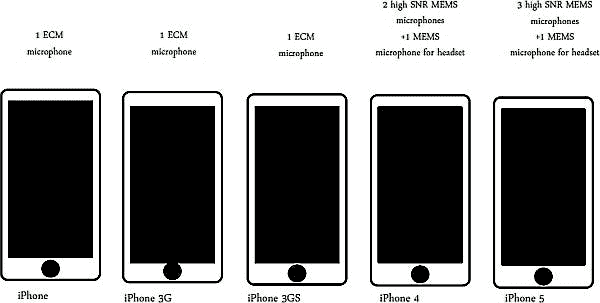 1 ECM
microphone
1 ECM
microphone
1 ECM
microphone
2 high SNR MEMS
microphones
+1 MEMS
microphone for headset
3 high SNR MEMS
microphones
+1 MEMS
microphone for headset
iPhone
iPhone 3G
iPhone 3GS
iPhone 4
iPhone 5